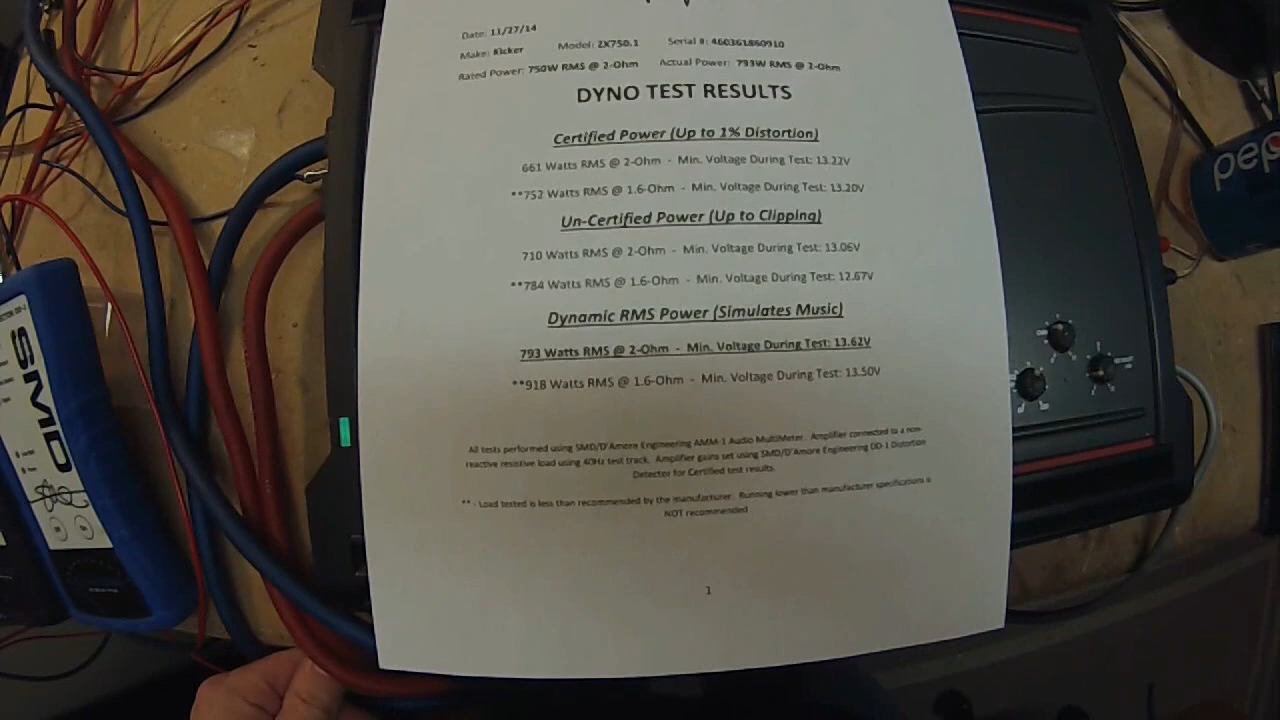 Date: 11/27/14
Make: Kicker Model: ZX750.1 Serial #: 460361860910
Rated Power: 750W RMS @ 2-Ohm Actual Power: 793W RMS @ 2-Ohm
DYNO TEST RESULTS
Certified Power (Up to 1% Distortion)
661 Watts RMS @ 2-Ohm - Min. Voltage During Test: 13.22V
**752 Watts RMS @ 1.6-Ohm - Min. Voltage During Test: 13.20V
Un-Certified Power (Up to Clipping)
710 Watts RMS @ 2-Ohm - Min. Voltage During Test: 13.06V
**784 Watts RMS @ 1.6-Ohm - Min. Voltage During Test: 12.67V
Dynamic RMS Power (Simulates Music)
793 Watts RMS @ 2-Ohm - Min. Voltage During Test: 13.62V
**918 Watts RMS @ 1.6-Ohm - Min. Voltage During Test: 13.50V
All tests performed using SMD/D'Amore Engineering AMM-1 Audio MultiMeter. Amplifier connected to a non-
reactive resistive load using 40Hz test track. Amplifier gains set using SMD/D'Amore Engineering DD-1 Distortion
Detector for Certified test results.
** - Load tested is less than recommended by the manufacturer. Running lower than manufacturer specifications is
NOT recommended
1
SMD
pep